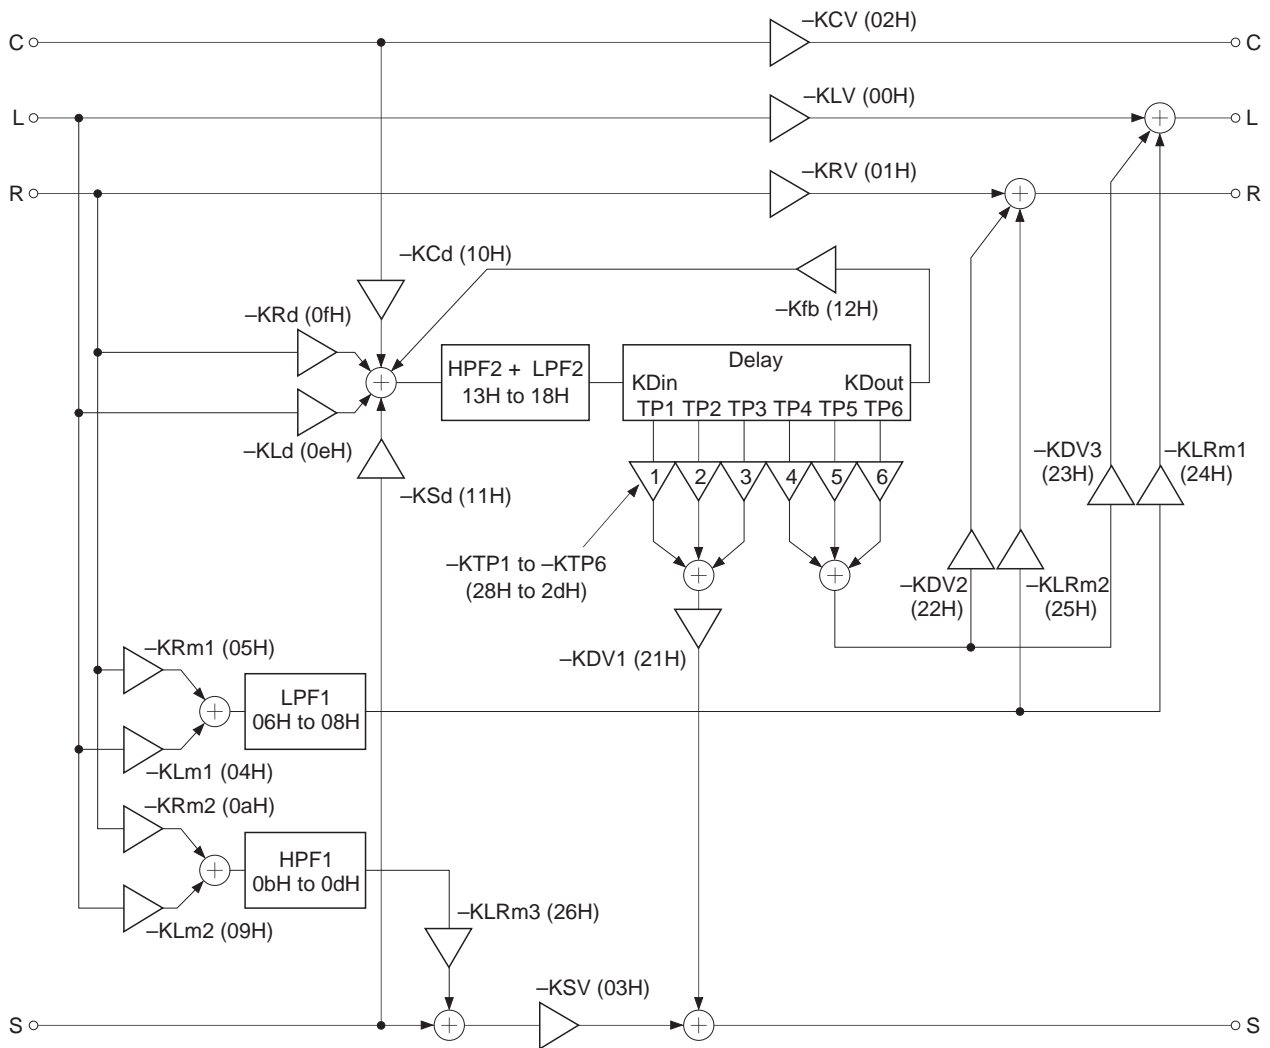 –KCV (02H)
C
C
–KLV (00H)
L
L
–KRV (01H)
R
R
–KCd (10H)
–KRd (0fH)
–Kfb (12H)
HPF2 + LPF2
13H to 18H
Delay
KDin
KDout
TP1 TP2 TP3 TP4 TP5 TP6
–KLd (0eH)
–KSd (11H)
1 2 3 4 5 6
–KDV3
(23H)
–KLRm1
(24H)
–KTP1 to –KTP6
(28H to 2dH)
–KDV2
(22H)
–KLRm2
(25H)
–KRm1 (05H)
–KDV1 (21H)
LPF1
06H to 08H
–KLm1 (04H)
–KRm2 (0aH)
HPF1
0bH to 0dH
–KLm2 (09H)
–KLRm3 (26H)
–KSV (03H)
S
S